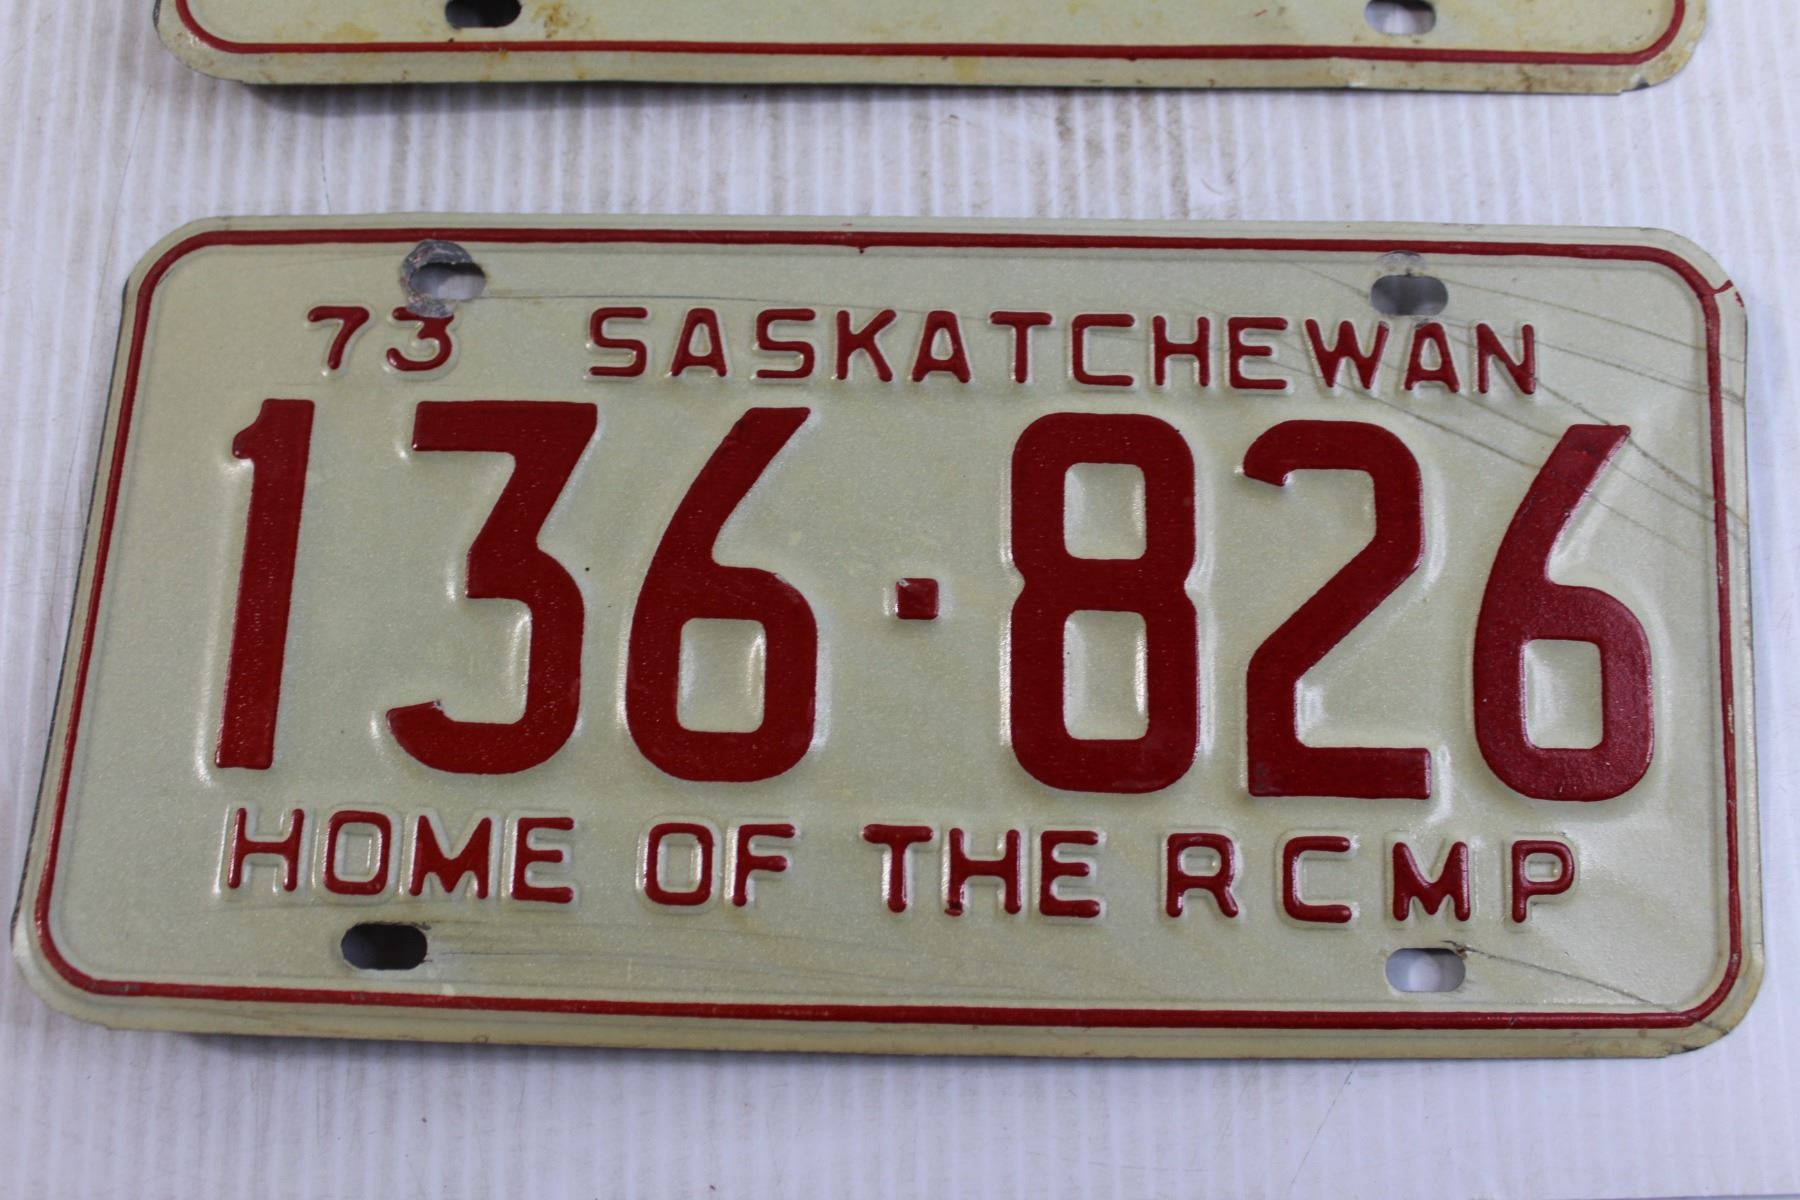 73 SASKATCHEWAN
136·826
HOME OF THE RCMP